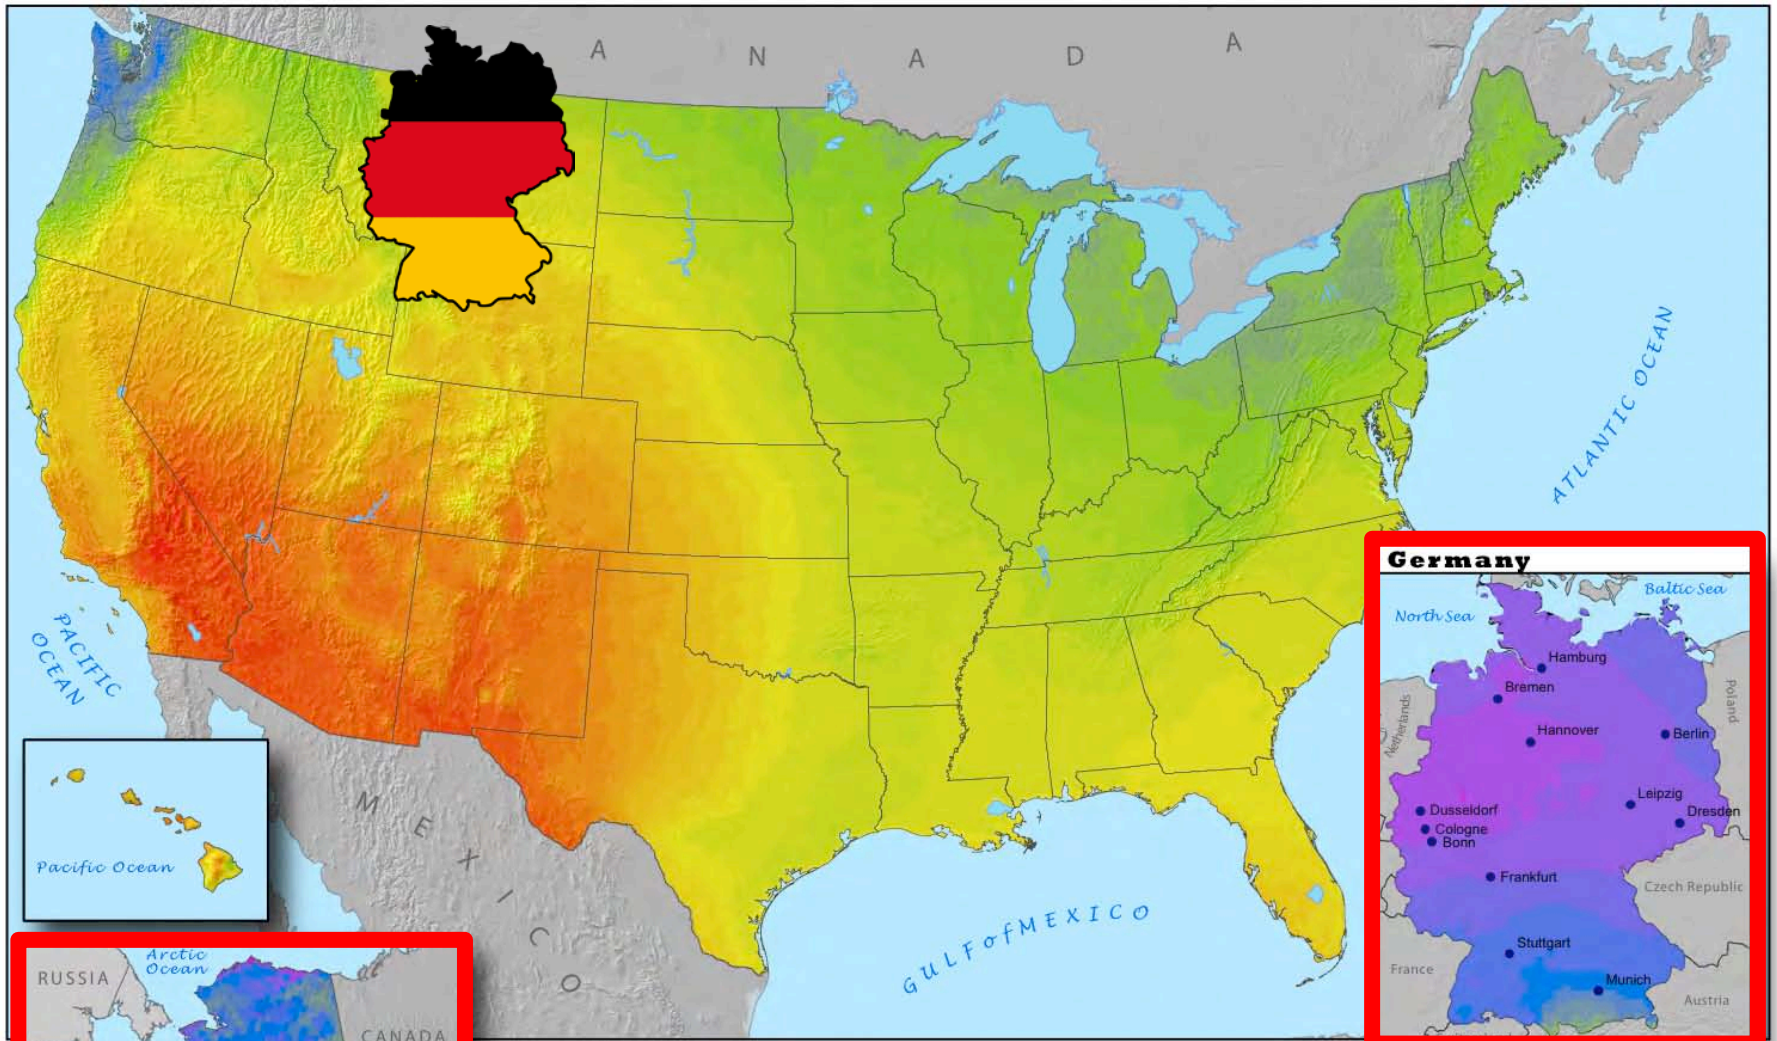 A N A D A
PACIFIC
OCEAN
ATLANTIC OCEAN
M E X I C O
GULF of MEXICO
Pacific Ocean
Arctic
Ocean
RUSSIA
CANADA
Germany
North Sea
Baltic Sea
Hamburg
Bremen
Netherlands
Poland
Hannover
Berlin
Leipzig
Dusseldorf
Dresden
Cologne
Bonn
Frankfurt
Czech Republic
Stuttgart
France
Munich
Austria